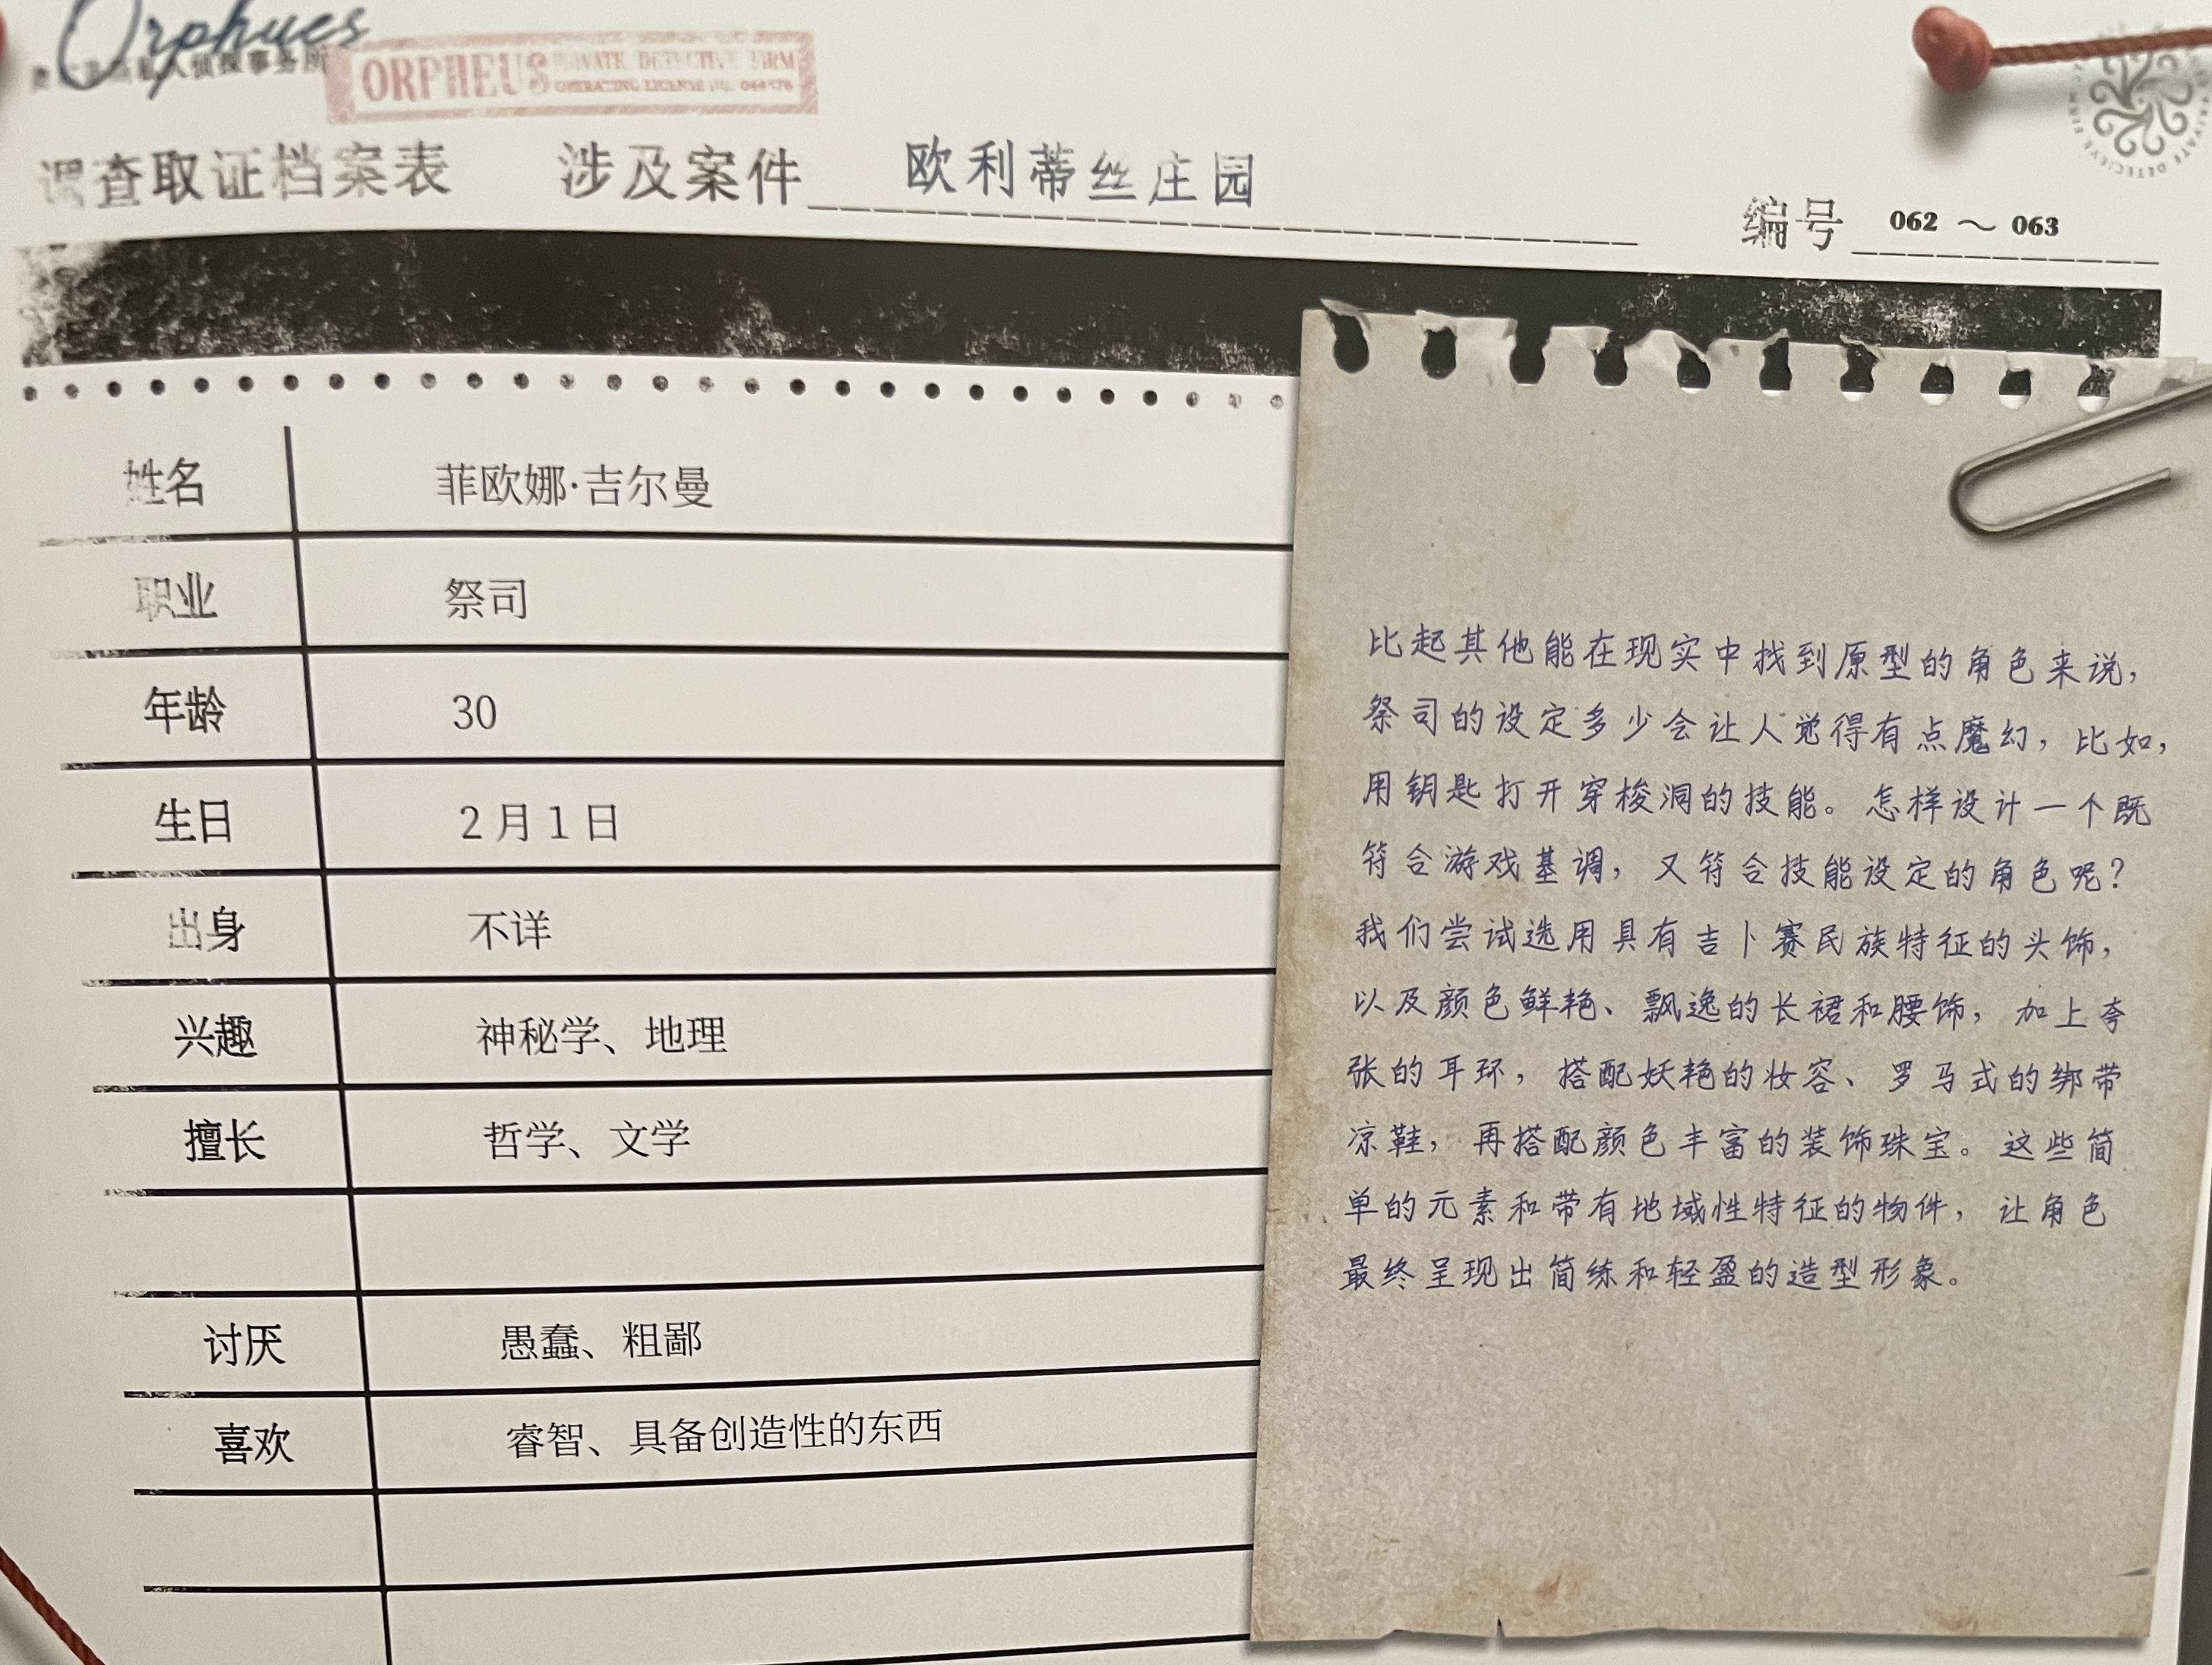 Orphues
人侦探事务所
ORPHEUS PRIVATE DETECTIVE FIRM
OPERATING LICENSE NO.
调查取证档案表 涉及案件 欧利蒂丝庄园
编号 062 ～ 063
姓名 菲欧娜·吉尔曼
职业 祭司
年龄 30
生日 2月1日
出身 不详
兴趣 神秘学、地理
擅长 哲学、文学
讨厌 愚蠢、粗鄙
喜欢 睿智、具备创造性的东西
比起其他能在现实中找到原型的角色来说，
祭司的设定多少会让人觉得有点魔幻，比如，
用钥匙打开穿梭洞的技能。怎样设计一个既
符合游戏基调，又符合技能设定的角色呢？
我们尝试选用具有吉卜赛民族特征的头饰，
以及颜色鲜艳、飘逸的长裙和腰饰，加上夸
张的耳环，搭配妖艳的妆容、罗马式的绑带
凉鞋，再搭配颜色丰富的装饰珠宝。这些简
单的元素和带有地域性特征的物件，让角色
最终呈现出简练和轻盈的造型形象。